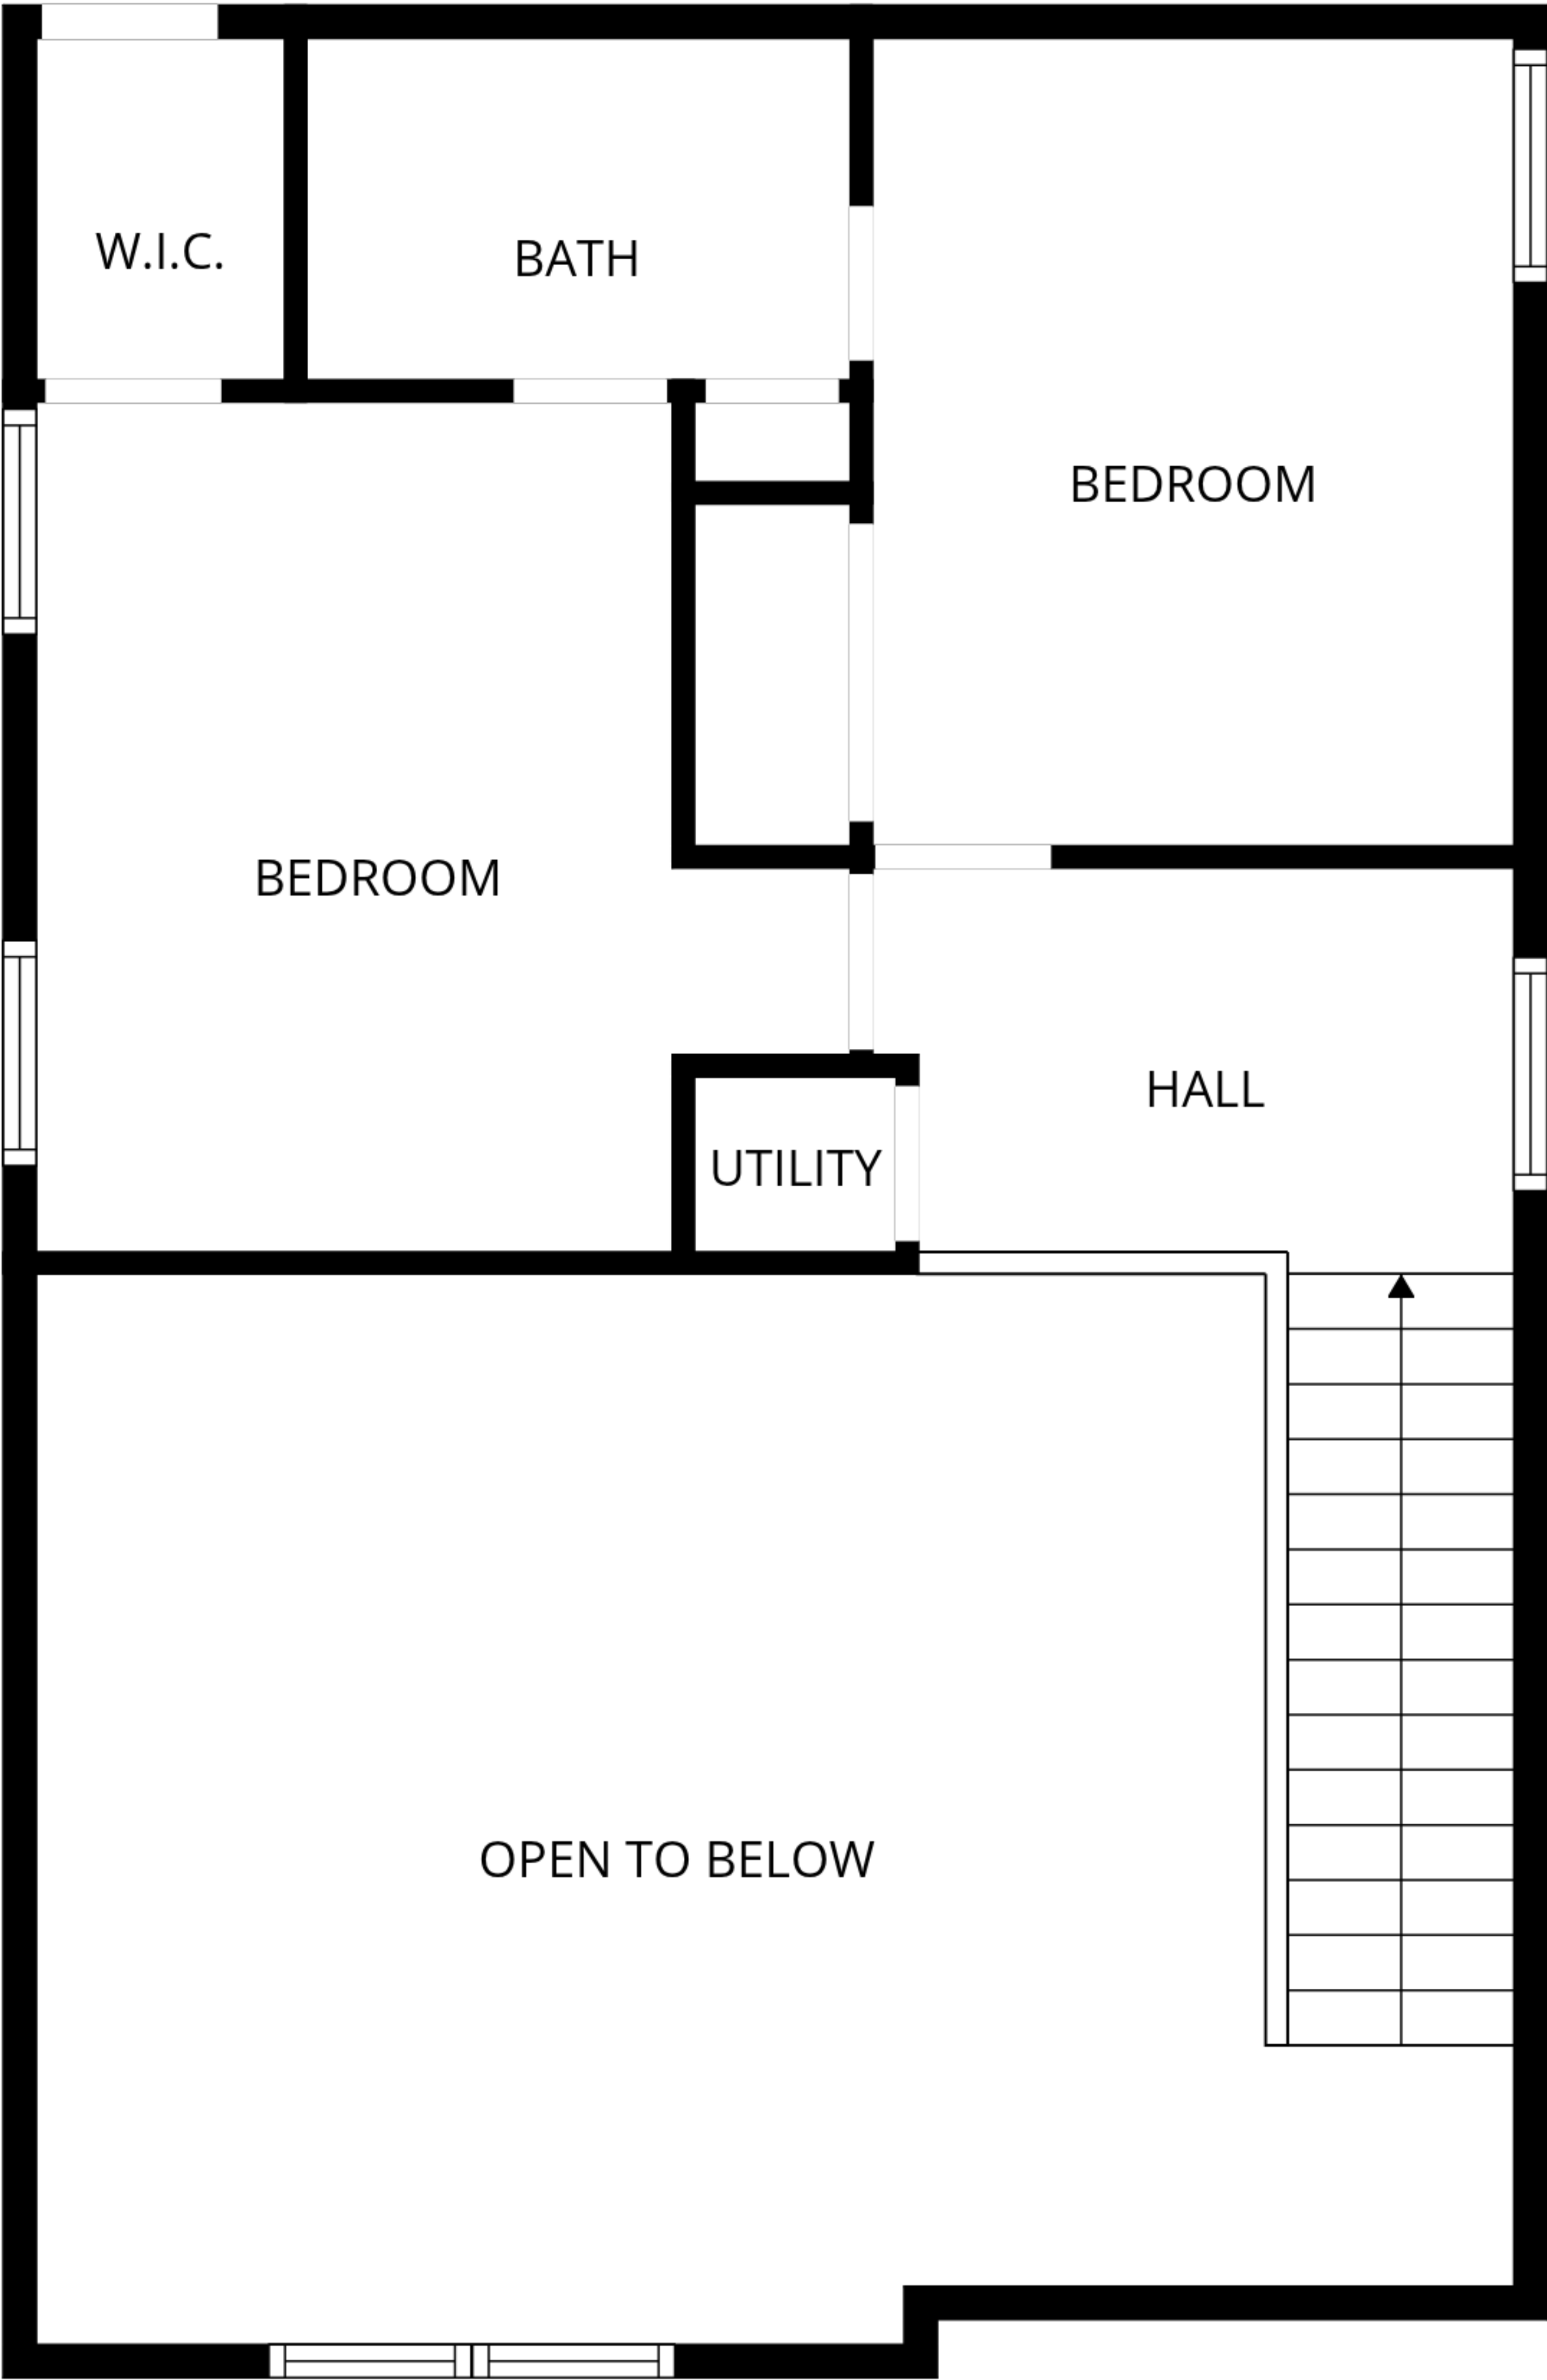 W.I.C.
BATH
BEDROOM
BEDROOM
HALL
UTILITY
OPEN TO BELOW